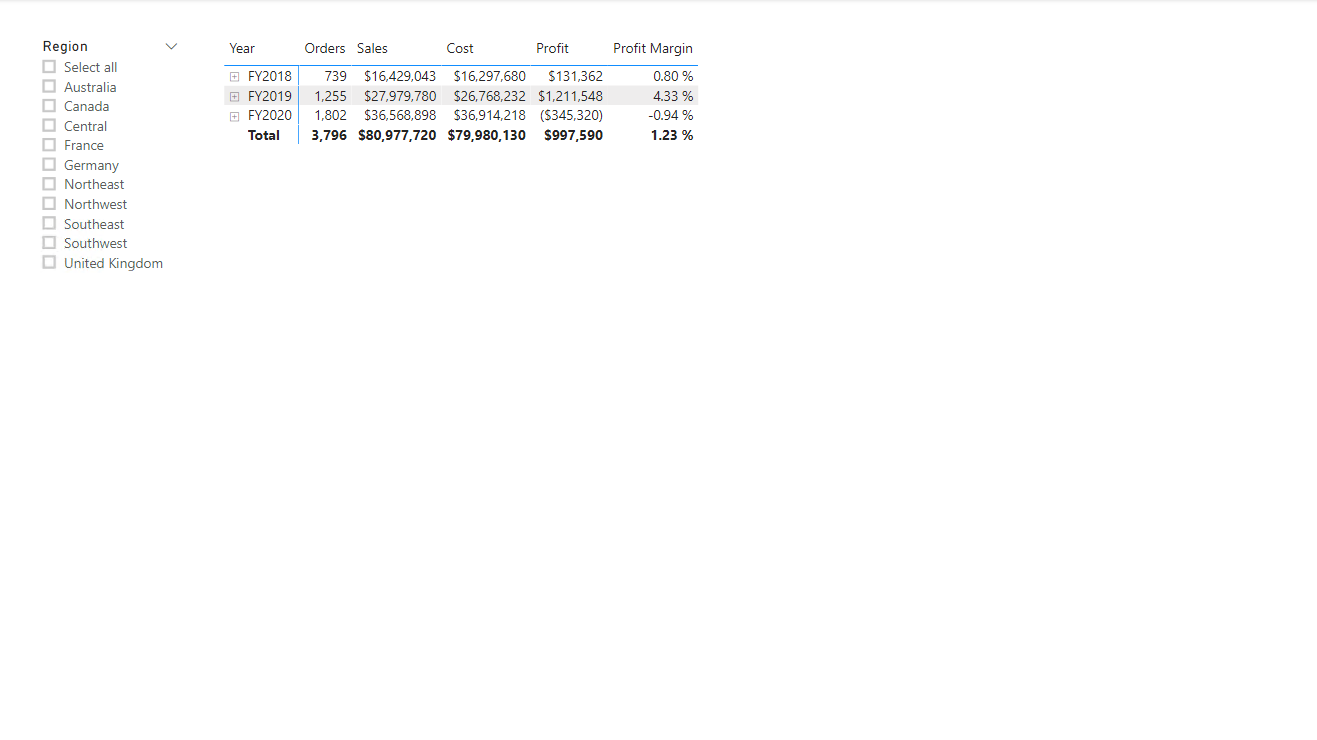 Region
Select all
Australia
Canada
Central
France
Germany
Northeast
Northwest
Southeast
Southwest
United Kingdom
Year Orders Sales Cost Profit Profit Margin
FY2018 739 $16,429,043 $16,297,680 $131,362 0.80 %
FY2019 1,255 $27,979,780 $26,768,232 $1,211,548 4.33 %
FY2020 1,802 $36,568,898 $36,914,218 ($345,320) -0.94 %
Total 3,796 $80,977,720 $79,980,130 $997,590 1.23 %